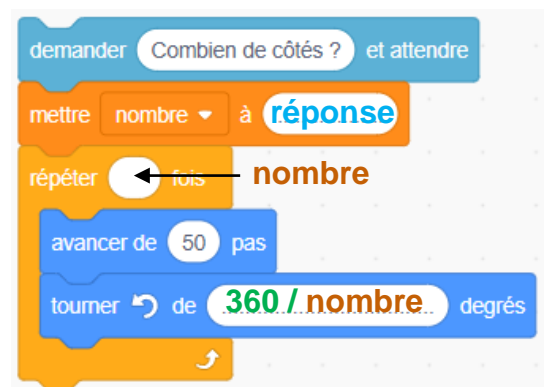 demander Combien de côtés ? et attendre
mettre nombre à réponse
répéter fois nombre
avancer de 50 pas
tourner de 360 / nombre degrés